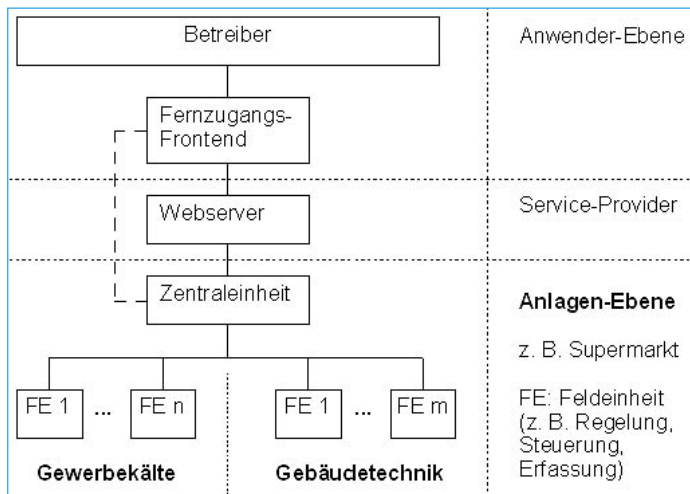 Betreiber
Anwender-Ebene
Fernzugangs-
Frontend
Webserver
Service-Provider
Zentraleinheit
Anlagen-Ebene
z. B. Supermarkt
FE 1 ... FE n
FE 1 ... FE m
FE: Feldeinheit
(z. B. Regelung,
Steuerung,
Erfassung)
Gewerbekälte
Gebäudetechnik